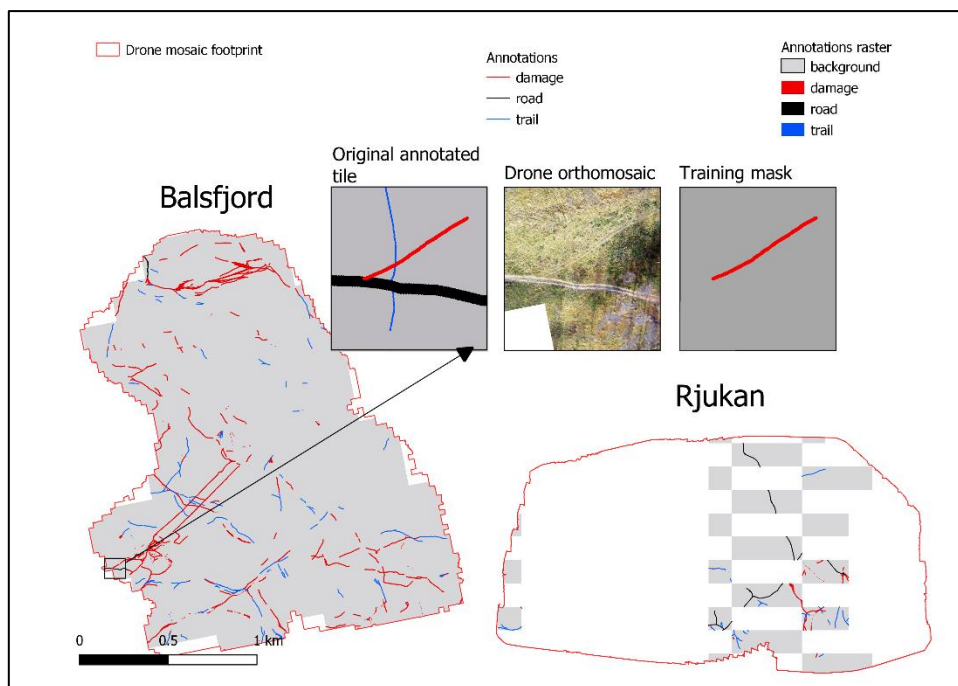 Drone mosaic footprint
Annotations
damage
road
trail
Annotations raster
background
damage
road
trail
Original annotated
tile
Drone orthomosaic
Training mask
Balsfjord
Rjukan
0 0.5 1 km